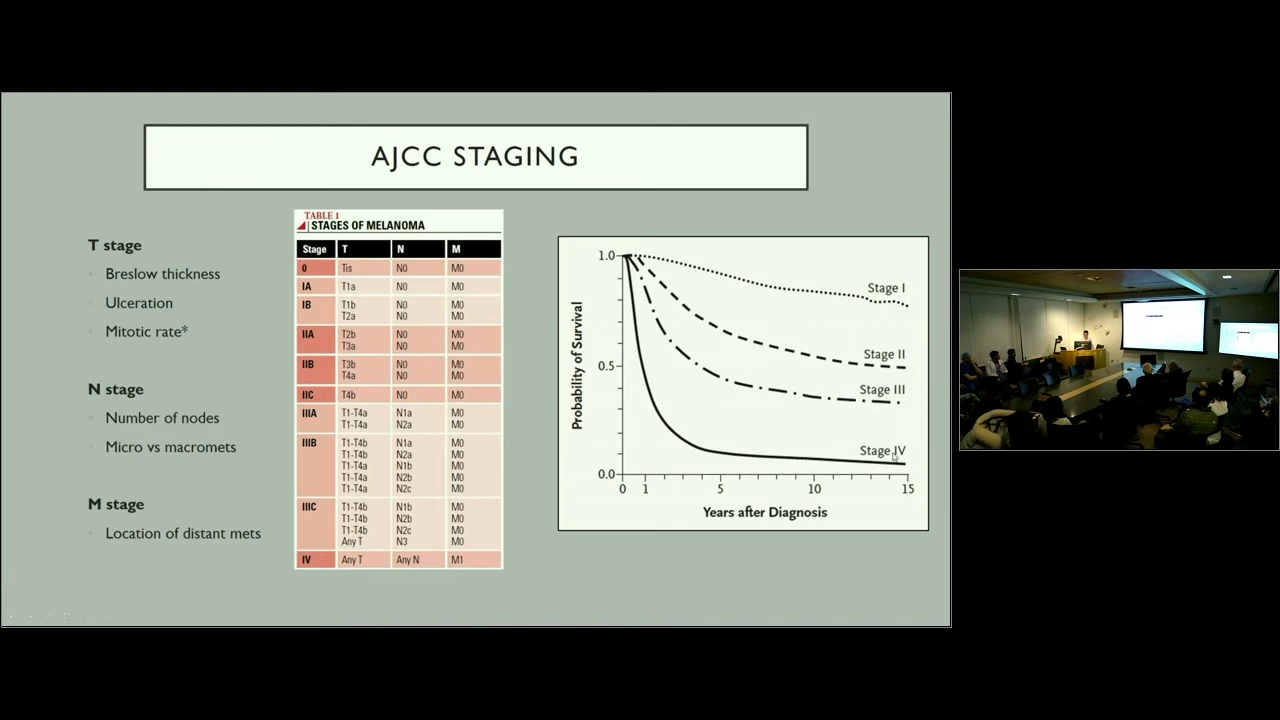 AJCC STAGING
T stage
Breslow thickness
Ulceration
Mitotic rate*
N stage
Number of nodes
Micro vs macromets
M stage
Location of distant mets
TABLE 1
STAGES OF MELANOMA
Stage T N M
0 Tis N0 M0
IA T1a N0 M0
IB T1b N0 M0
T2a N0 M0
IIA T2b N0 M0
T3a N0 M0
IIB T3b N0 M0
T4a N0 M0
IIC T4b N0 M0
IIIA T1-T4a N1a M0
T1-T4a N2a M0
IIIB T1-T4b N1a M0
T1-T4b N2a M0
T1-T4a N1b M0
T1-T4a N2b M0
T1-T4a N2c M0
IIIC T1-T4b N1b M0
T1-T4b N2b M0
T1-T4b N2c M0
Any T N3 M0
IV Any T Any N M1
Probability of Survival
1.0
0.5
0.0
Stage I
Stage II
Stage III
Stage IV
0 1 5 10 15
Years after Diagnosis